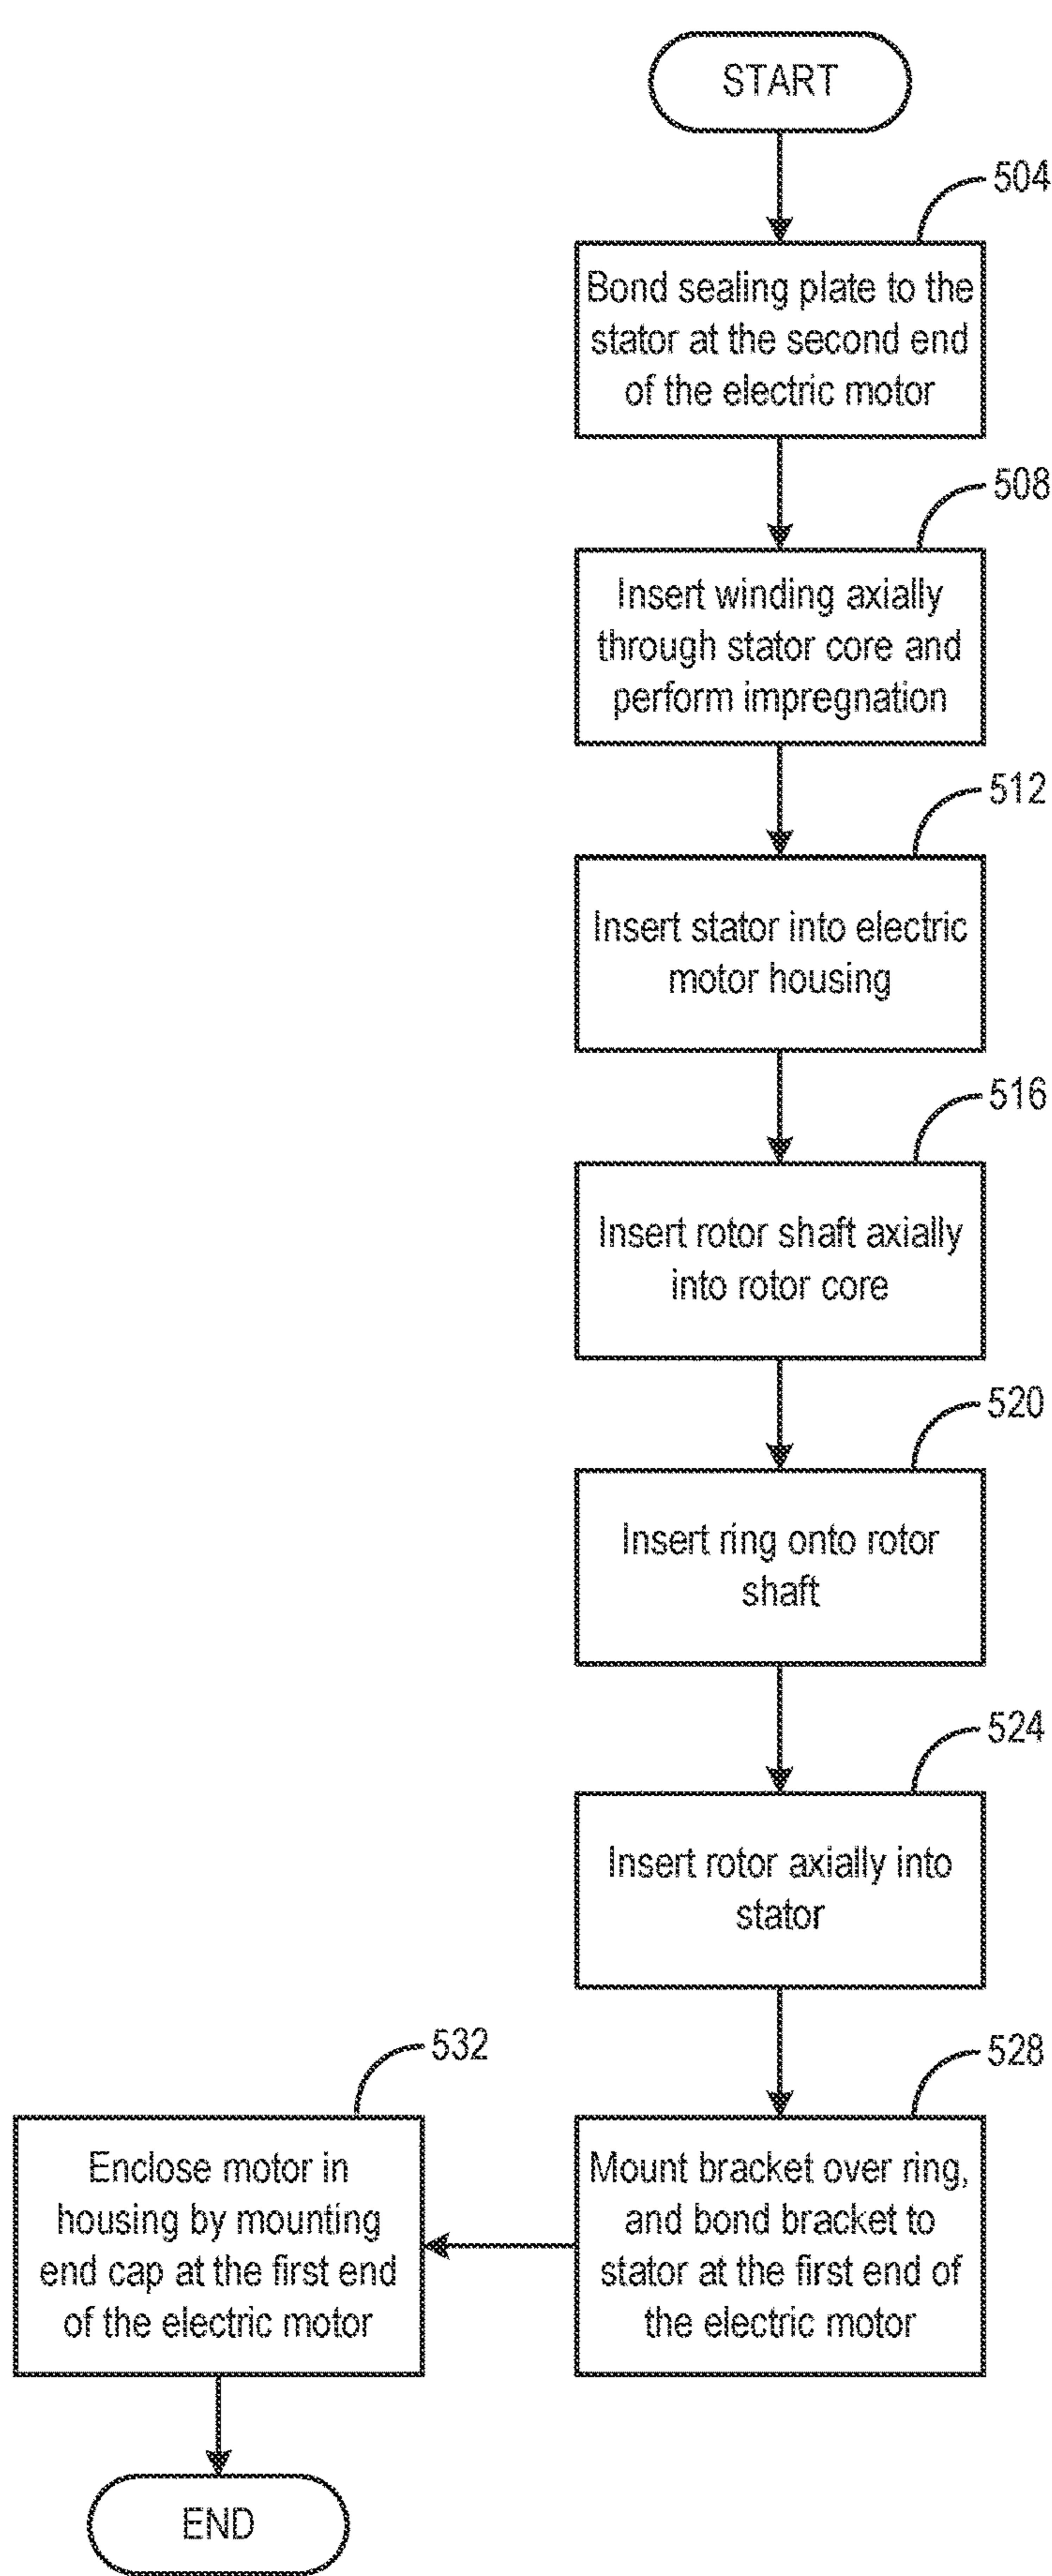 START
504
Bond sealing plate to the
stator at the second end
of the electric motor
508
Insert winding axially
through stator core and
perform impregnation
512
Insert stator into electric
motor housing
516
Insert rotor shaft axially
into rotor core
520
Insert ring onto rotor
shaft
524
Insert rotor axially into
stator
528
Mount bracket over ring,
and bond bracket to
stator at the first end of
the electric motor
532
Enclose motor in
housing by mounting
end cap at the first end
of the electric motor
END